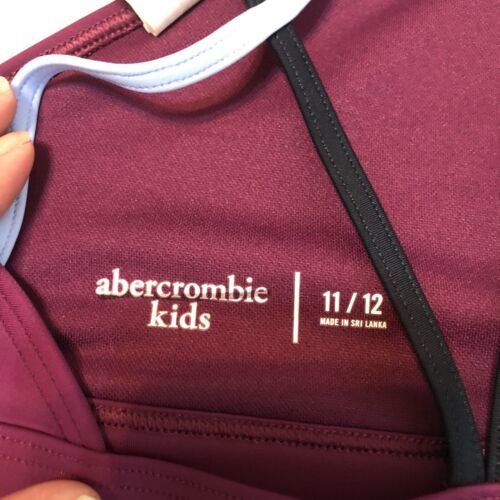 abercrombie
kids
11 / 12
MADE IN SRI LANKA